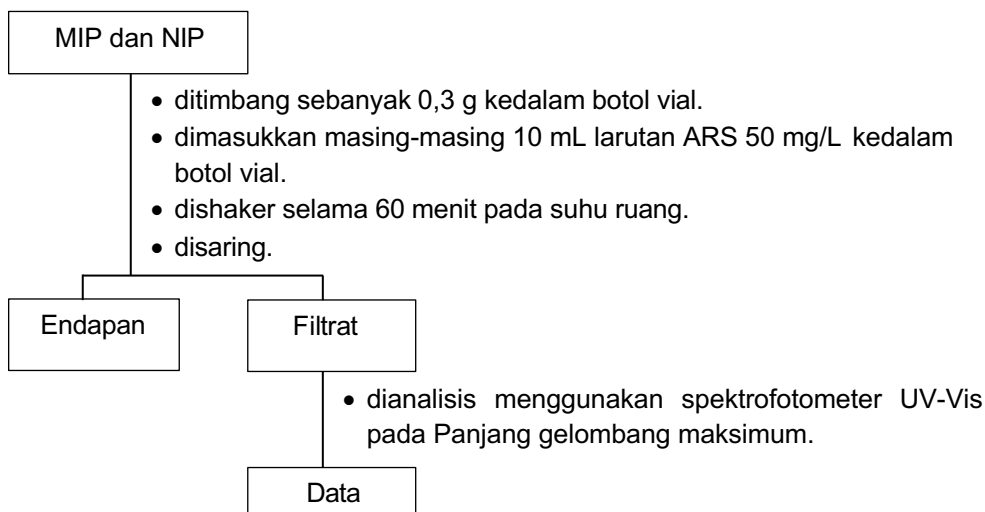 MIP dan NIP
• ditimbang sebanyak 0,3 g kedalam botol vial.
• dimasukkan masing-masing 10 mL larutan ARS 50 mg/L kedalam
botol vial.
• dishaker selama 60 menit pada suhu ruang.
• disaring.
Endapan
Filtrat
• dianalisis menggunakan spektrofotometer UV-Vis
pada Panjang gelombang maksimum.
Data